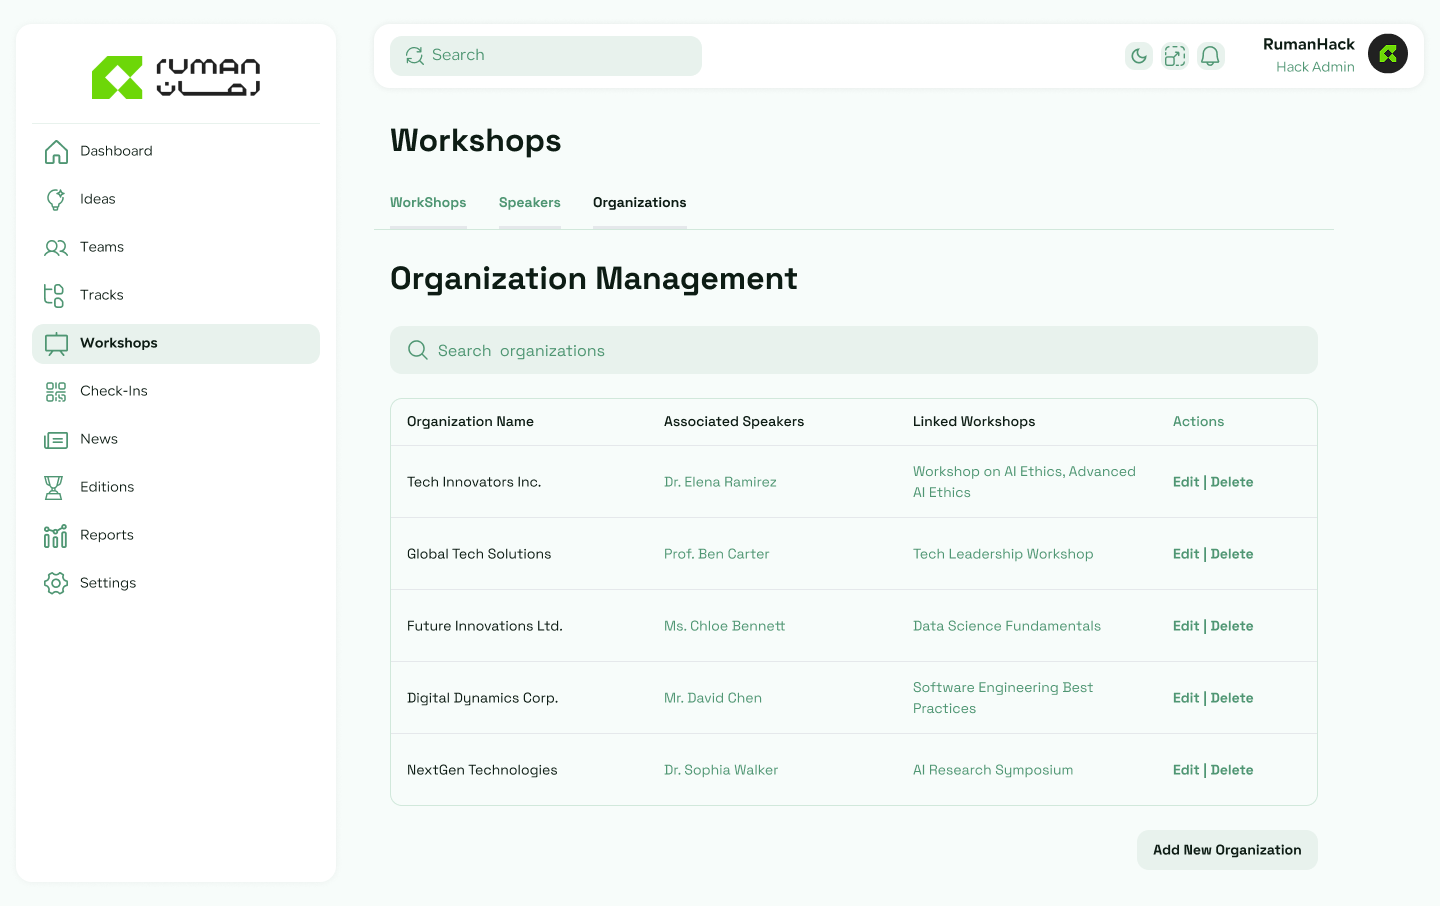 ruman
رمان
Dashboard
Ideas
Teams
Tracks
Workshops
Check-Ins
News
Editions
Reports
Settings
Search
RumanHack
Hack Admin
Workshops
WorkShops
Speakers
Organizations
Organization Management
Search organizations
Organization Name
Associated Speakers
Linked Workshops
Actions
Tech Innovators Inc.
Dr. Elena Ramirez
Workshop on AI Ethics, Advanced
AI Ethics
Edit | Delete
Global Tech Solutions
Prof. Ben Carter
Tech Leadership Workshop
Edit | Delete
Future Innovations Ltd.
Ms. Chloe Bennett
Data Science Fundamentals
Edit | Delete
Digital Dynamics Corp.
Mr. David Chen
Software Engineering Best
Practices
Edit | Delete
NextGen Technologies
Dr. Sophia Walker
AI Research Symposium
Edit | Delete
Add New Organization